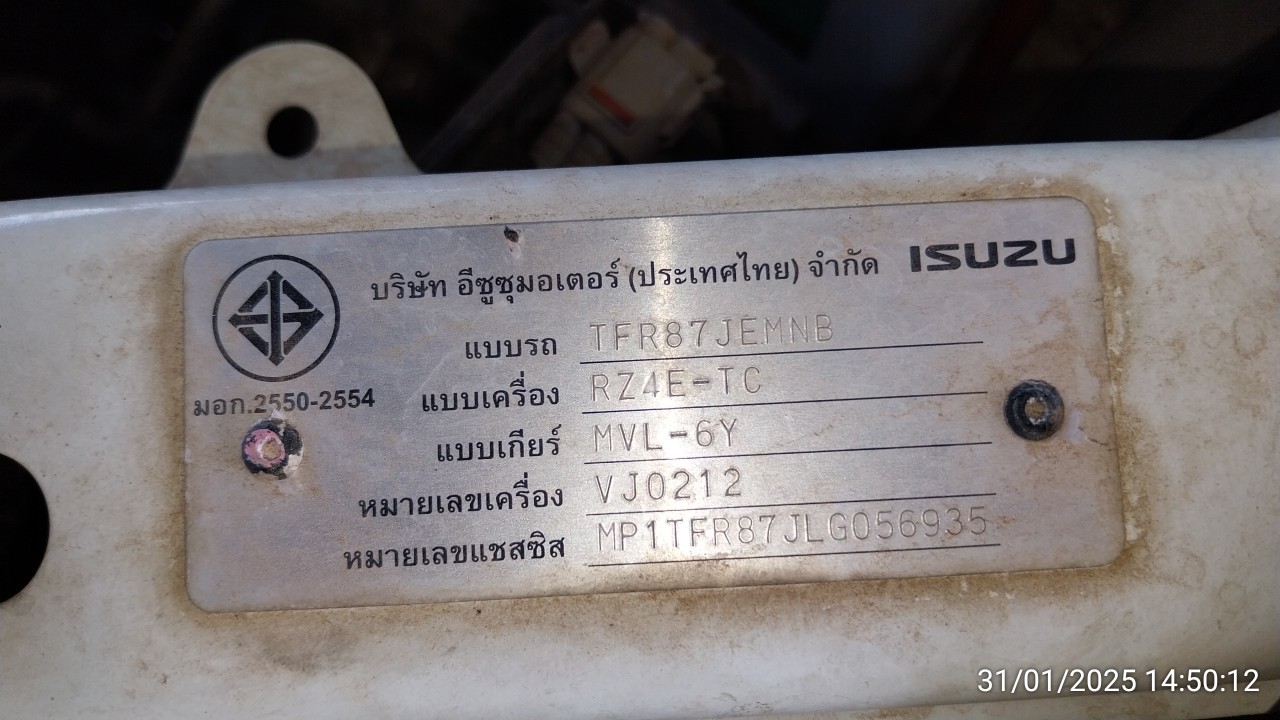 บริษัท อีซูซุมอเตอร์ (ประเทศไทย) จำกัด ISUZU
แบบรถ TFR87JEMNB
มอก.2550-2554
แบบเครื่อง RZ4E-TC
แบบเกียร์ MVL-6Y
หมายเลขเครื่อง VJ0212
หมายเลขแชสซิส MP1TFR87JLG056935
31/01/2025 14:50:12